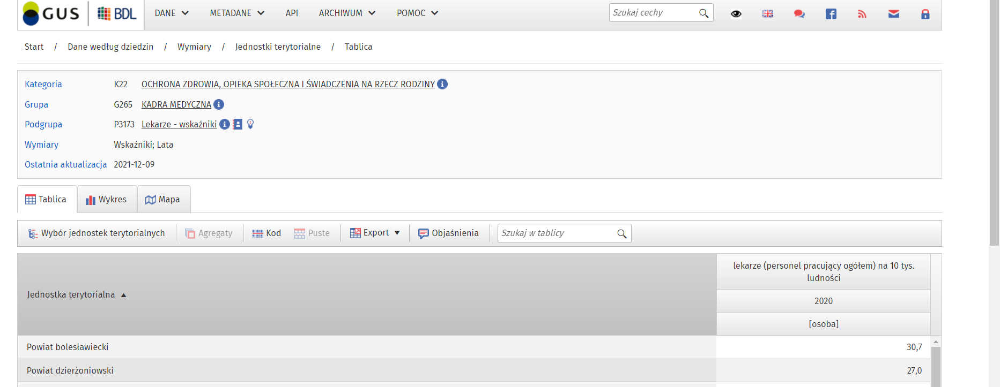 GUS BDL DANE METADANE API ARCHIWUM POMOC Szukaj cechy
Start / Dane według dziedzin / Wymiary / Jednostki terytorialne / Tablica
Kategoria K22 OCHRONA ZDROWIA, OPIEKA SPOŁECZNA I ŚWIADCZENIA NA RZECZ RODZINY
Grupa G265 KADRA MEDYCZNA
Podgrupa P3173 Lekarze - wskaźniki
Wymiary Wskaźniki; Lata
Ostatnia aktualizacja 2021-12-09
Tablica Wykres Mapa
Wybór jednostek terytorialnych Agregaty Kod Puste Export Objaśnienia Szukaj w tablicy
Jednostka terytorialna
lekarze (personel pracujący ogółem) na 10 tys.
ludności
2020
[osoba]
Powiat bolesławiecki 30,7
Powiat dzierżoniowski 27,0